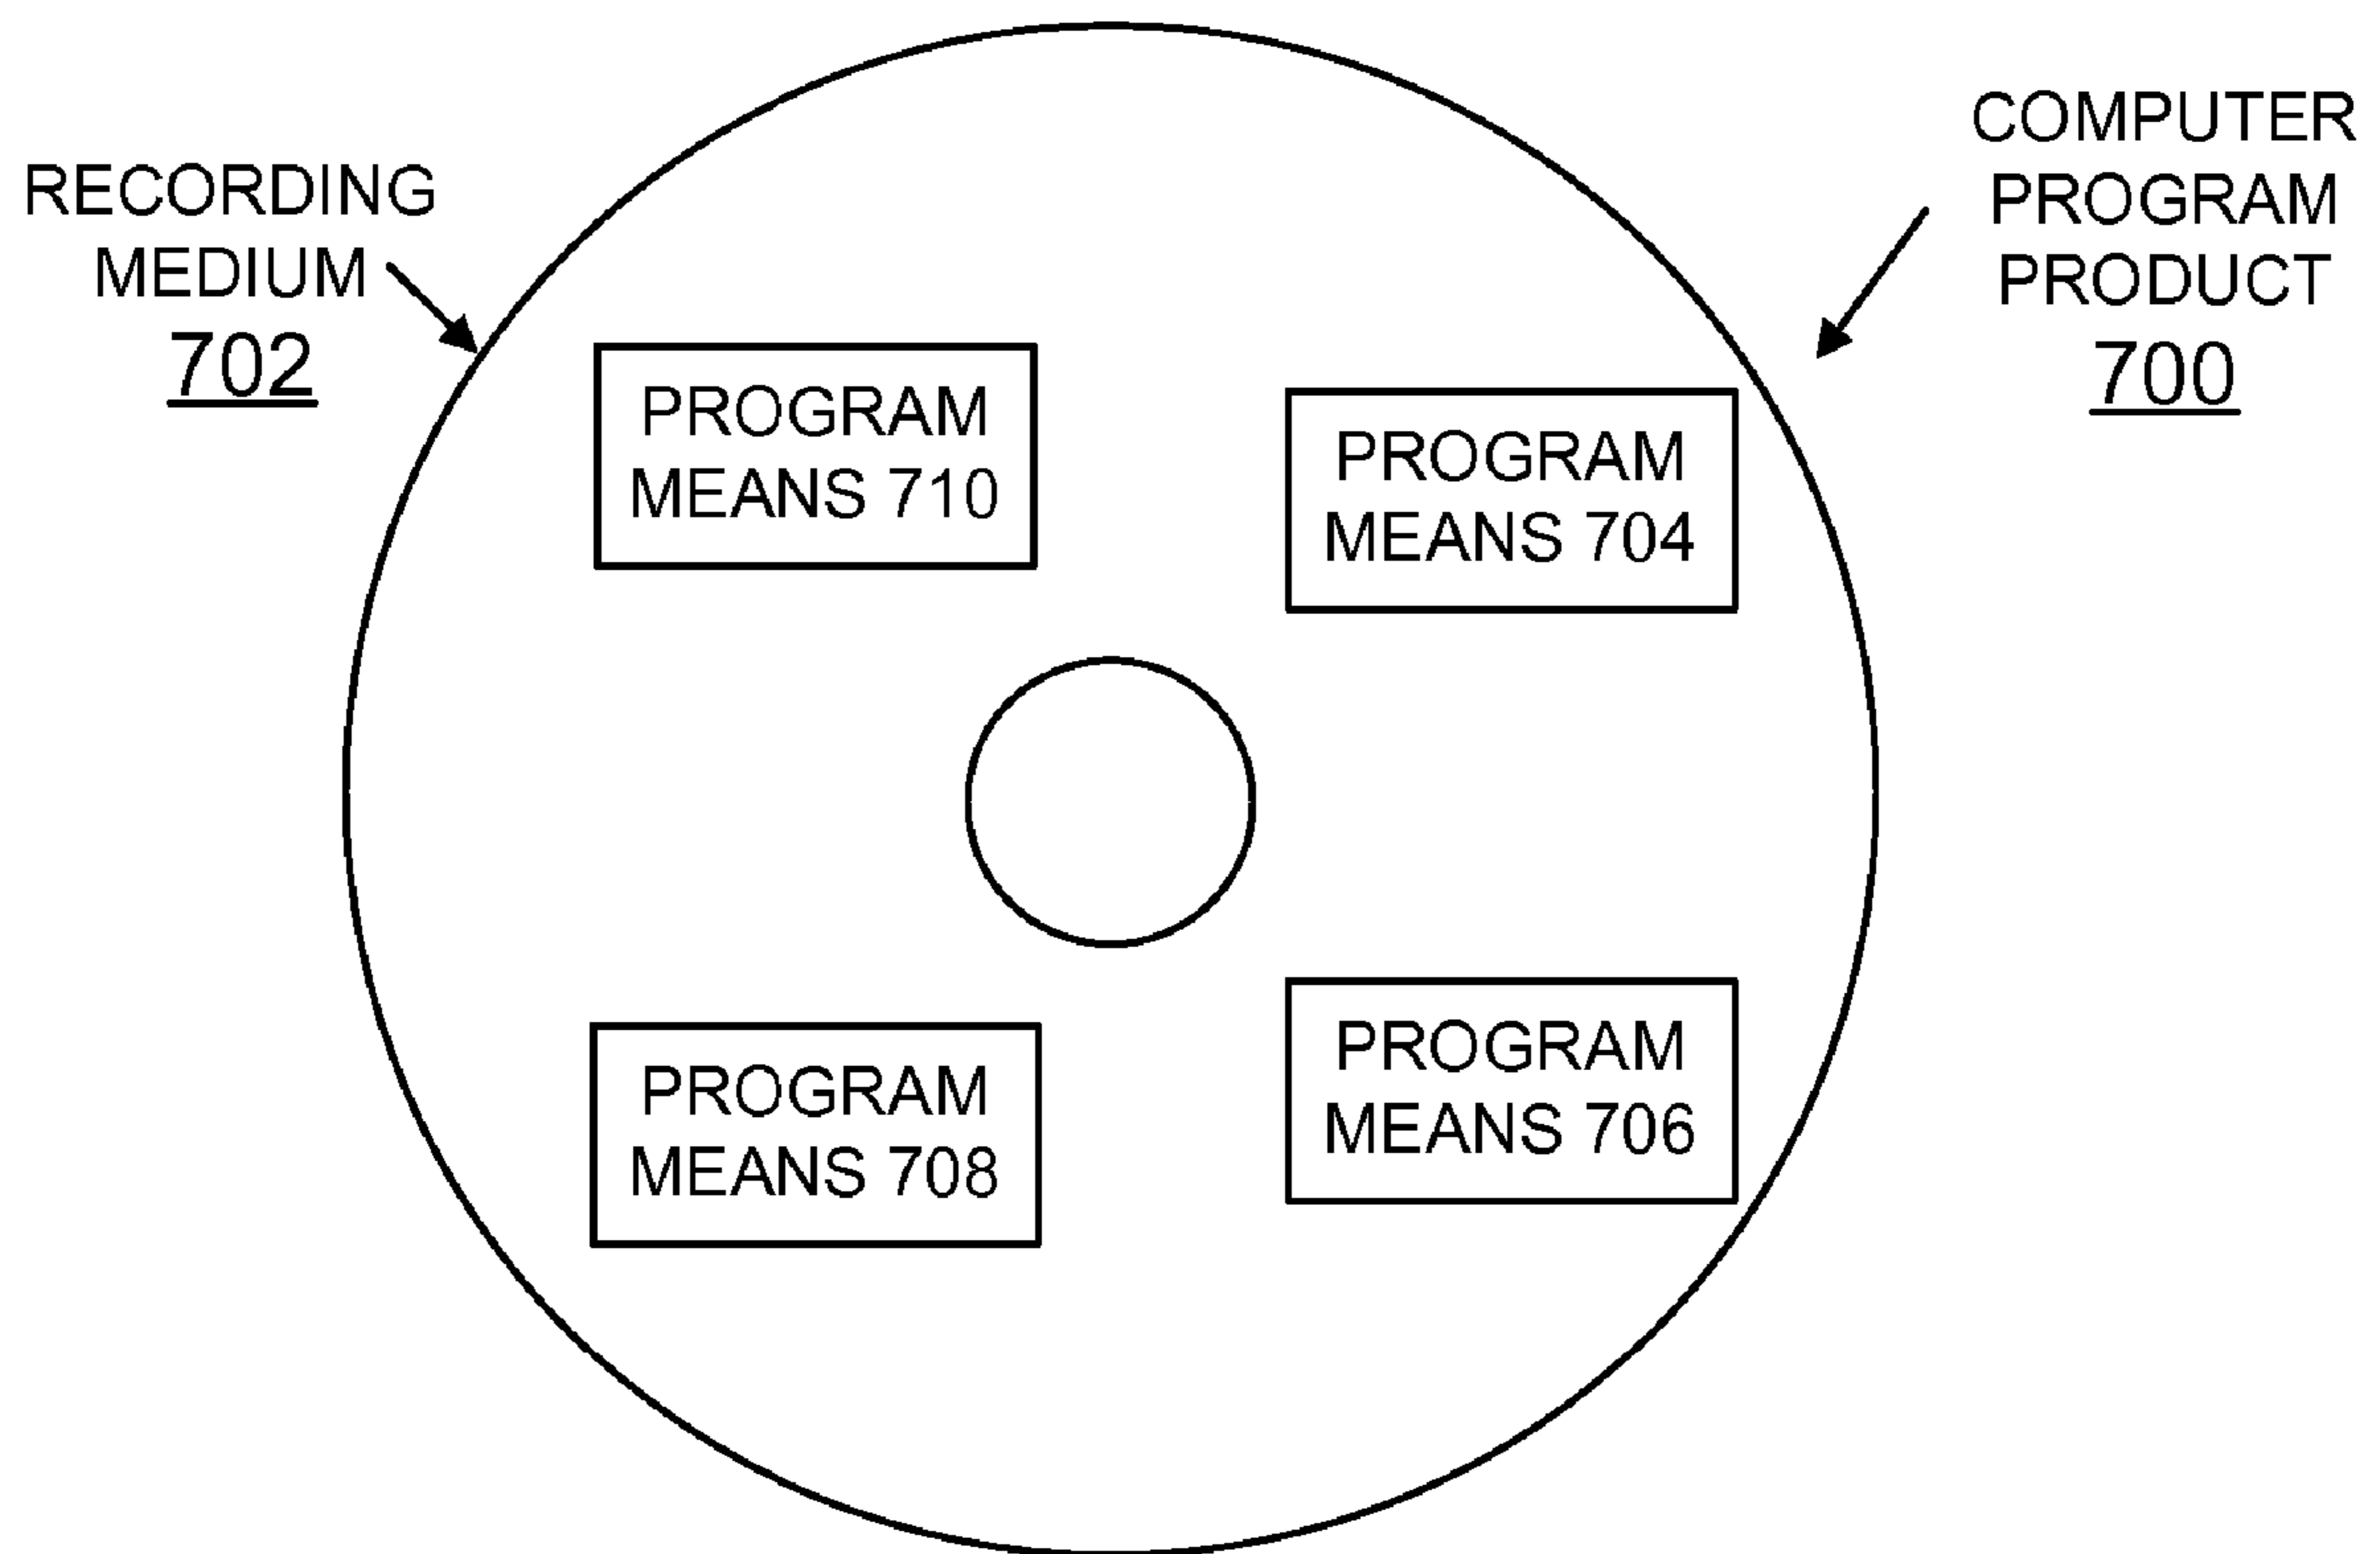 RECORDING
MEDIUM
702
COMPUTER
PROGRAM
PRODUCT
700
PROGRAM
MEANS 710
PROGRAM
MEANS 704
PROGRAM
MEANS 708
PROGRAM
MEANS 706